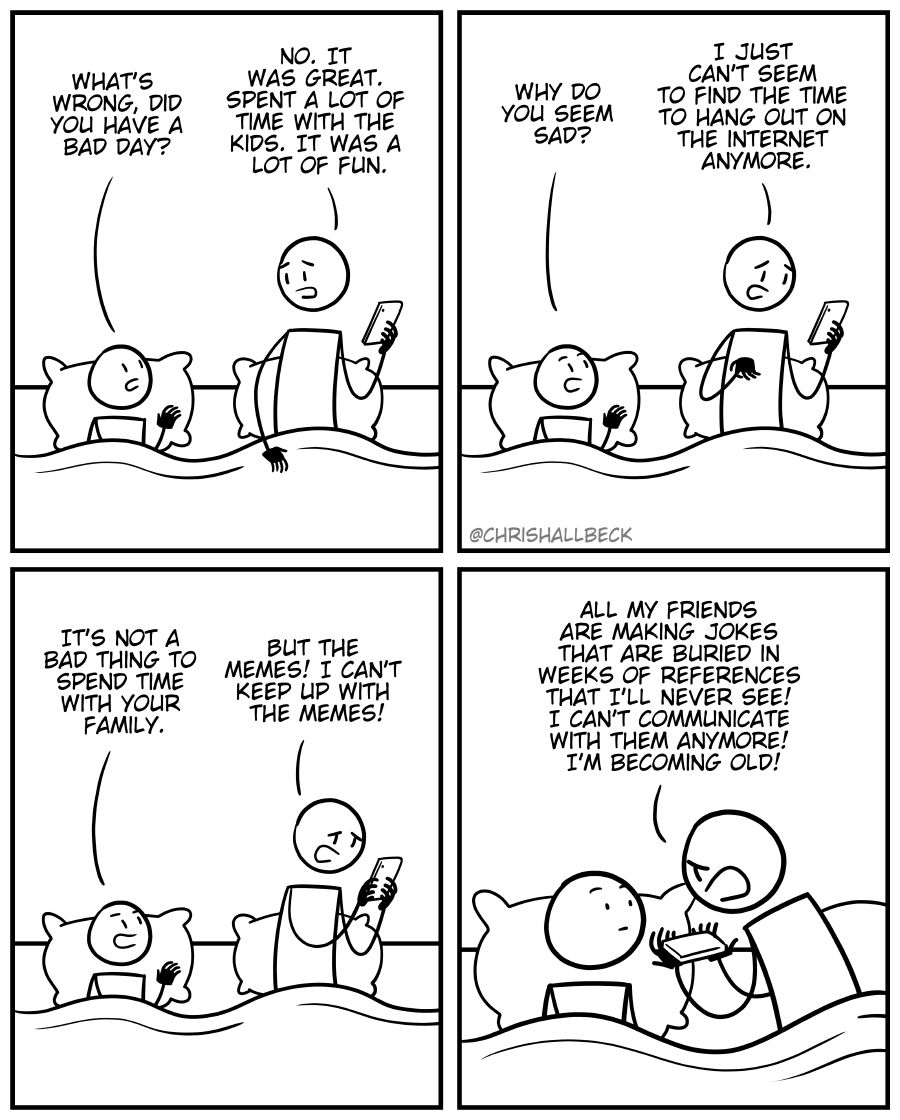 WHAT'S
WRONG, DID
YOU HAVE A
BAD DAY?
NO. IT
WAS GREAT.
SPENT A LOT OF
TIME WITH THE
KIDS. IT WAS A
LOT OF FUN.
WHY DO
YOU SEEM
SAD?
I JUST
CAN'T SEEM
TO FIND THE TIME
TO HANG OUT ON
THE INTERNET
ANYMORE.
@CHRISHALLBECK
IT'S NOT A
BAD THING TO
SPEND TIME
WITH YOUR
FAMILY.
BUT THE
MEMES! I CAN'T
KEEP UP WITH
THE MEMES!
ALL MY FRIENDS
ARE MAKING JOKES
THAT ARE BURIED IN
WEEKS OF REFERENCES
THAT I'LL NEVER SEE!
I CAN'T COMMUNICATE
WITH THEM ANYMORE!
I'M BECOMING OLD!